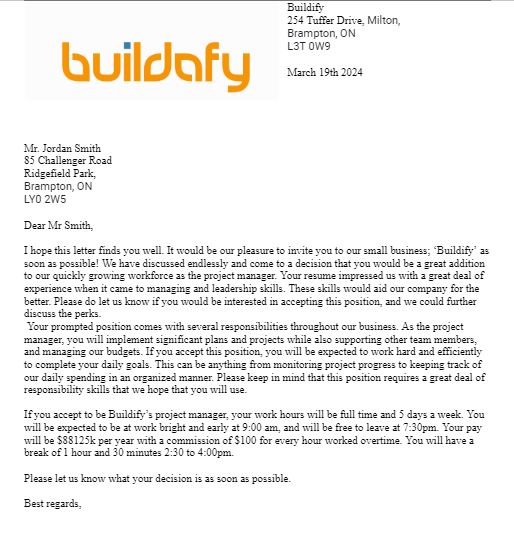 Buildify
254 Tuffer Drive, Milton,
Brampton, ON
L3T 0W9
March 19th 2024
buildafy
Mr. Jordan Smith
85 Challenger Road
Ridgefield Park,
Brampton, ON
LY0 2W5
Dear Mr Smith,
I hope this letter finds you well. It would be our pleasure to invite you to our small business; ‘Buildify’ as
soon as possible! We have discussed endlessly and come to a decision that you would be a great addition
to our quickly growing workforce as the project manager. Your resume impressed us with a great deal of
experience when it came to managing and leadership skills. These skills would aid our company for the
better. Please do let us know if you would be interested in accepting this position, and we could further
discuss the perks.
Your prompted position comes with several responsibilities throughout our business. As the project
manager, you will implement significant plans and projects while also supporting other team members,
and managing our budgets. If you accept this position, you will be expected to work hard and efficiently
to complete your daily goals. This can be anything from monitoring project progress to keeping track of
our daily spending in an organized manner. Please keep in mind that this position requires a great deal of
responsibility skills that we hope that you will use.
If you accept to be Buildify’s project manager, your work hours will be full time and 5 days a week. You
will be expected to be at work bright and early at 9:00 am, and will be free to leave at 7:30pm. Your pay
will be $88125k per year with a commission of $100 for every hour worked overtime. You will have a
break of 1 hour and 30 minutes 2:30 to 4:00pm.
Please let us know what your decision is as soon as possible.
Best regards,